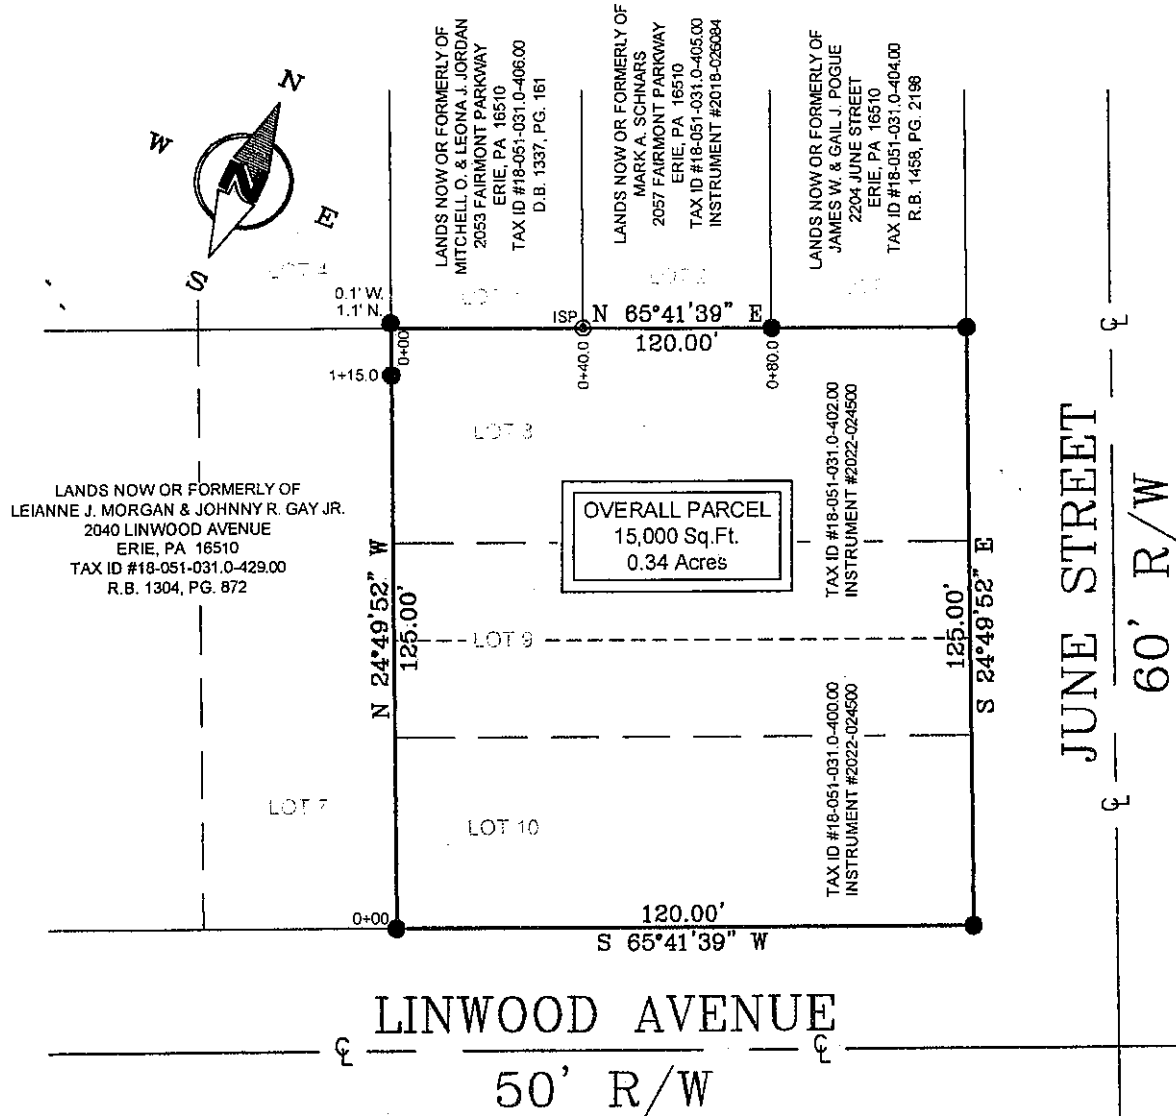 LANDS NOW OR FORMERLY OF
MITCHELL O. & LEONA J. JORDAN
2053 FAIRMONT PARKWAY
ERIE, PA 16510
TAX ID #18-051-031.0-406.00
D.B. 1337, PG. 161
LANDS NOW OR FORMERLY OF
MARK A. SCHNARS
2057 FAIRMONT PARKWAY
ERIE, PA 16510
TAX ID #18-051-031.0-405.00
INSTRUMENT #2018-026084
LANDS NOW OR FORMERLY OF
JAMES W. & GAIL J. POGUE
2204 JUNE STREET
ERIE, PA 16510
TAX ID #18-051-031.0-404.00
R.B. 1458, PG. 2198
N
W
E
S
N
LOT 4
LOT
LOT 2
0.1' W.
1.1' N.
ISP
N 65°41'39" E
120.00'
0+00
0+40.0
0+80.0
1+15.0
LOT 8
TAX ID #18-051-031.0-402.00
INSTRUMENT #2022-024500
OVERALL PARCEL
15,000 Sq.Ft.
0.34 Acres
LANDS NOW OR FORMERLY OF
LEIANNE J. MORGAN & JOHNNY R. GAY JR.
2040 LINWOOD AVENUE
ERIE, PA 16510
TAX ID #18-051-031.0-429.00
R.B. 1304, PG. 872
N 24°49'52" W
125.00'
LOT 9
125.00'
S 24°49'52" E
JUNE STREET
60' R/W
℄
℄
TAX ID #18-051-031.0-400.00
INSTRUMENT #2022-024500
LOT 7
LOT 10
0+00
120.00'
S 65°41'39" W
LINWOOD AVENUE
℄
℄
50' R/W